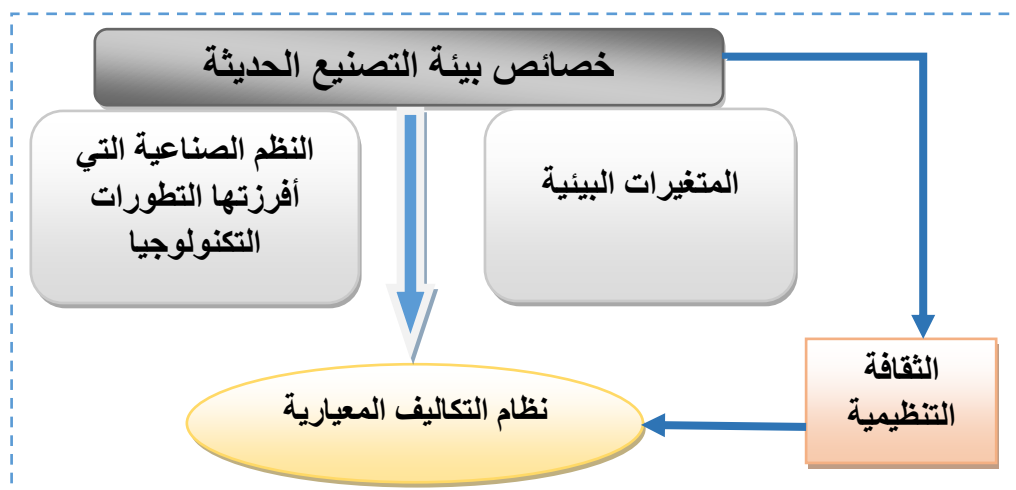 خصائص بيئة التصنيع الحديثة
المتغيرات البيئية
النظم الصناعية التي
أفرزتها التطورات
التكنولوجيا
الثقافة
التنظيمية
نظام التكاليف المعيارية